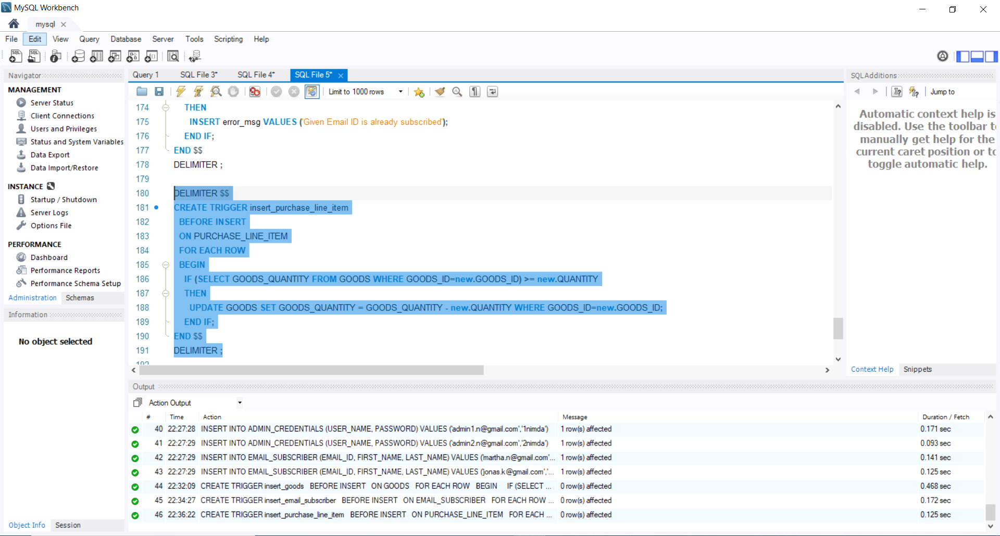 MySQL Workbench
mysql
File Edit View Query Database Server Tools Scripting Help
Navigator
MANAGEMENT
Server Status
Client Connections
Users and Privileges
Status and System Variables
Data Export
Data Import/Restore
INSTANCE
Startup / Shutdown
Server Logs
Options File
PERFORMANCE
Dashboard
Performance Reports
Performance Schema Setup
Administration Schemas
Information
No object selected
Object Info Session
Query 1 SQL File 3* SQL File 4* SQL File 5*
Limit to 1000 rows
174 THEN
175 INSERT error_msg VALUES ('Given Email ID is already subscribed');
176 END IF;
177 END $$
178 DELIMITER ;
179
180 DELIMITER $$
181 CREATE TRIGGER insert_purchase_line_item
182 BEFORE INSERT
183 ON PURCHASE_LINE_ITEM
184 FOR EACH ROW
185 BEGIN
186 IF (SELECT GOODS_QUANTITY FROM GOODS WHERE GOODS_ID=new.GOODS_ID) >= new.QUANTITY
187 THEN
188 UPDATE GOODS SET GOODS_QUANTITY = GOODS_QUANTITY - new.QUANTITY WHERE GOODS_ID=new.GOODS_ID;
189 END IF;
190 END $$
191 DELIMITER ;
192
SQLAdditions
Jump to
Automatic context help is
disabled. Use the toolbar t
manually get help for the
current caret position or to
toggle automatic help.
Context Help Snippets
Output
Action Output
# Time Action Message Duration / Fetch
40 22:27:28 INSERT INTO ADMIN_CREDENTIALS (USER_NAME, PASSWORD) VALUES ('admin1.n@gmail.com','1nimda') 1 row(s) affected 0.171 sec
41 22:27:29 INSERT INTO ADMIN_CREDENTIALS (USER_NAME, PASSWORD) VALUES ('admin2.n@gmail.com','2nimda') 1 row(s) affected 0.093 sec
42 22:27:29 INSERT INTO EMAIL_SUBSCRIBER (EMAIL_ID, FIRST_NAME, LAST_NAME) VALUES ('martha.n@gmail.com'... 1 row(s) affected 0.141 sec
43 22:27:29 INSERT INTO EMAIL_SUBSCRIBER (EMAIL_ID, FIRST_NAME, LAST_NAME) VALUES ('jonas.k@gmail.com','... 1 row(s) affected 0.125 sec
44 22:32:09 CREATE TRIGGER insert_goods BEFORE INSERT ON GOODS FOR EACH ROW BEGIN IF (SELECT ... 0 row(s) affected 0.468 sec
45 22:34:27 CREATE TRIGGER insert_email_subscriber BEFORE INSERT ON EMAIL_SUBSCRIBER FOR EACH ROW ... 0 row(s) affected 0.172 sec
46 22:36:22 CREATE TRIGGER insert_purchase_line_item BEFORE INSERT ON PURCHASE_LINE_ITEM FOR EACH ... 0 row(s) affected 0.125 sec